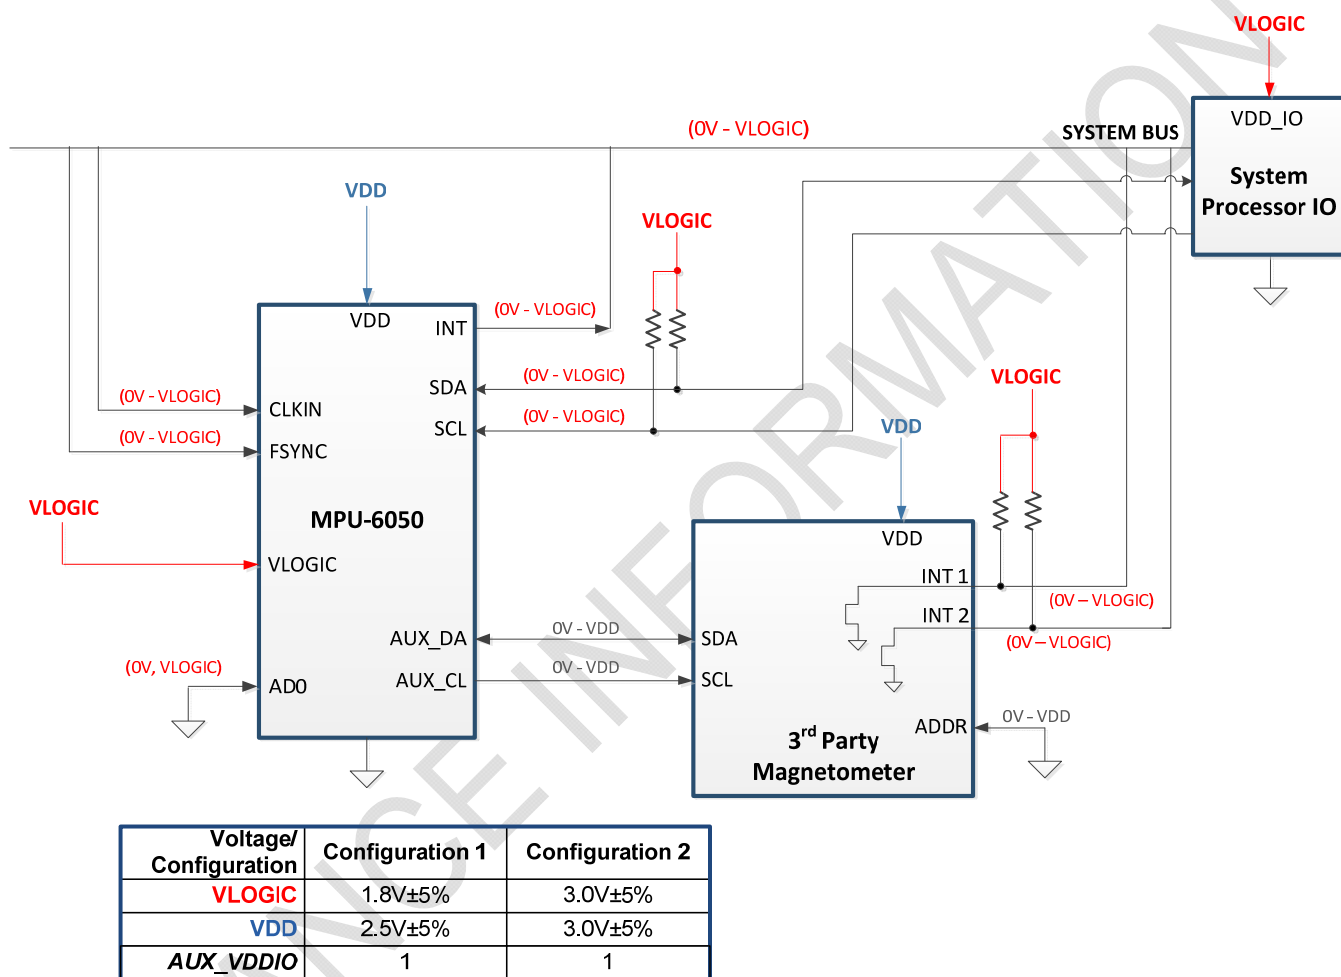 VLOGIC
(0V - VLOGIC)
SYSTEM BUS
VDD_IO
System
Processor IO
VDD
VLOGIC
VDD
INT
(0V - VLOGIC)
SDA
(0V - VLOGIC)
SCL
(0V - VLOGIC)
(0V - VLOGIC)
CLKIN
(0V - VLOGIC)
FSYNC
VLOGIC
VLOGIC
MPU-6050
AUX_DA
0V - VDD
AUX_CL
0V - VDD
(0V, VLOGIC)
AD0
VLOGIC
VDD
VDD
INT 1
(0V – VLOGIC)
INT 2
(0V – VLOGIC)
SDA
SCL
ADDR
0V - VDD
3rd Party
Magnetometer
Voltage/
Configuration
Configuration 1
Configuration 2
VLOGIC
1.8V±5%
3.0V±5%
VDD
2.5V±5%
3.0V±5%
AUX_VDDIO
1
1
ANCE INFORMATION